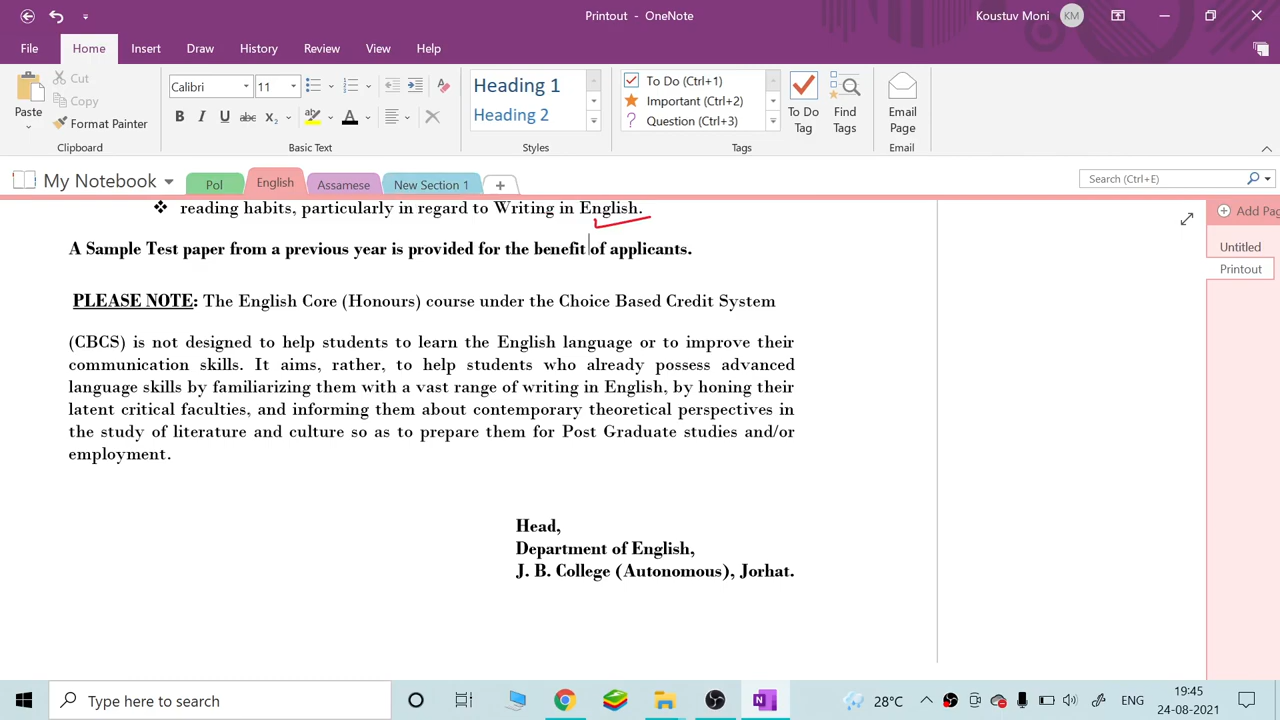 Printout - OneNote
Koustuv Moni KM
File Home Insert Draw History Review View Help
Paste
Cut
Copy
Format Painter
Clipboard
Calibri 11
B I U abc X₂ A
Basic Text
Heading 1
Heading 2
Styles
To Do (Ctrl+1)
Important (Ctrl+2)
Question (Ctrl+3)
To Do Tag
Find Tags
Tags
Email Page
Email
My Notebook
Pol English Assamese New Section 1
Search (Ctrl+E)
Add Pag
Untitled
Printout
❖ reading habits, particularly in regard to Writing in English.
A Sample Test paper from a previous year is provided for the benefit of applicants.
PLEASE NOTE: The English Core (Honours) course under the Choice Based Credit System
(CBCS) is not designed to help students to learn the English language or to improve their
communication skills. It aims, rather, to help students who already possess advanced
language skills by familiarizing them with a vast range of writing in English, by honing their
latent critical faculties, and informing them about contemporary theoretical perspectives in
the study of literature and culture so as to prepare them for Post Graduate studies and/or
employment.
Head,
Department of English,
J. B. College (Autonomous), Jorhat.
Type here to search
28°C
ENG
19:45
24-08-2021